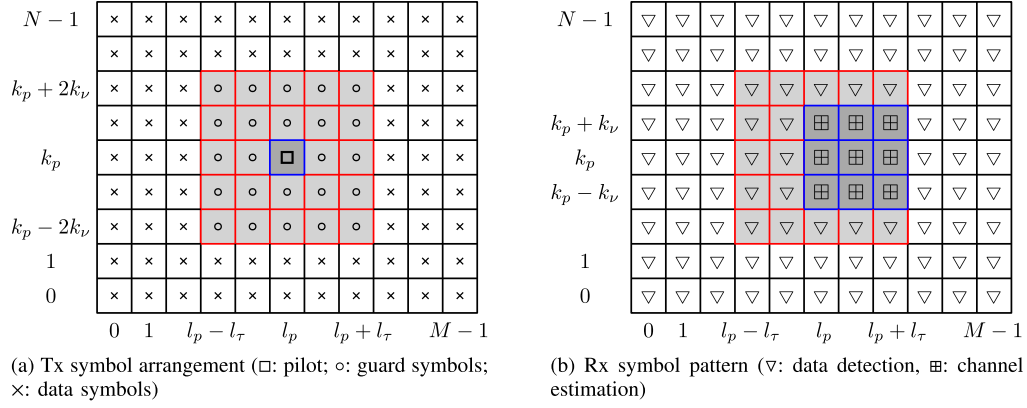 N − 1
k_p + 2k_ν
k_p
k_p − 2k_ν
1
0
0 1 l_p − l_τ l_p l_p + l_τ M − 1
(a) Tx symbol arrangement (□: pilot; ∘: guard symbols;
×: data symbols)
N − 1
k_p + k_ν
k_p
k_p − k_ν
1
0
0 1 l_p − l_τ l_p l_p + l_τ M − 1
(b) Rx symbol pattern (▽: data detection, ⊞: channel
estimation)